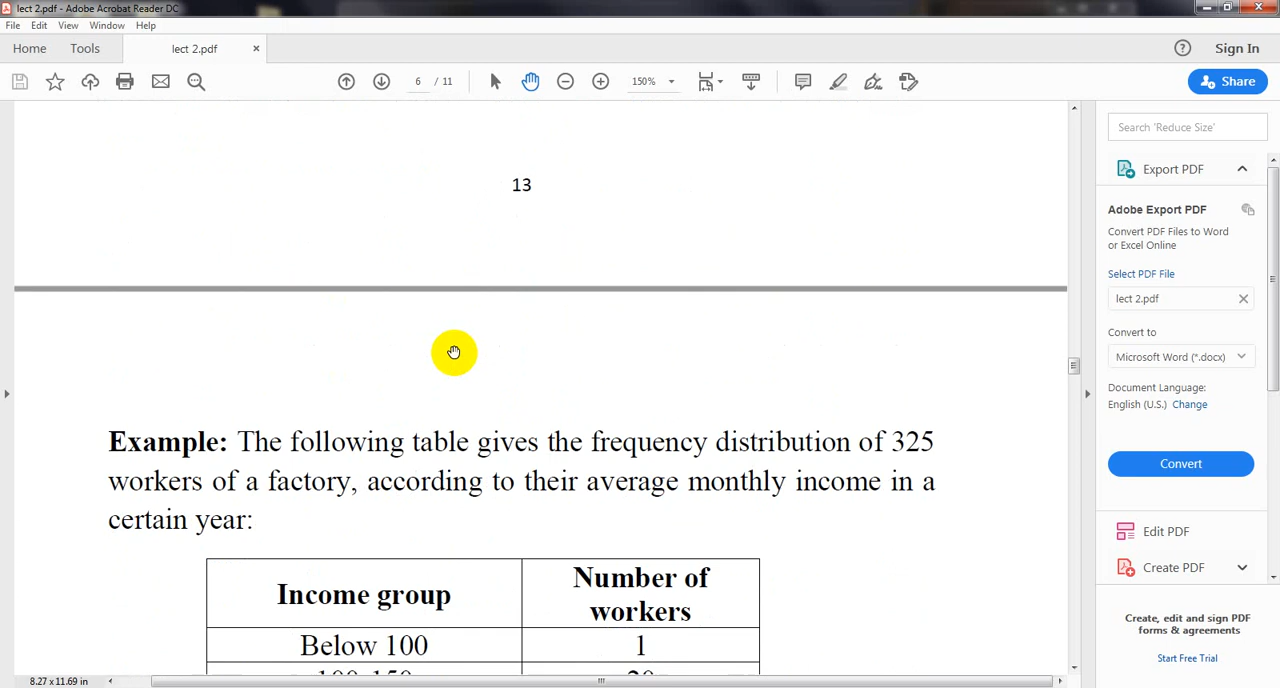 lect 2.pdf - Adobe Acrobat Reader DC
File Edit View Window Help
Home Tools lect 2.pdf × Sign In
6 / 11 150% Share
13
Example: The following table gives the frequency distribution of 325
workers of a factory, according to their average monthly income in a
certain year:
Income group Number of
workers
Below 100 1
100-150 20
Search 'Reduce Size'
Export PDF
Adobe Export PDF
Convert PDF Files to Word
or Excel Online
Select PDF File
lect 2.pdf
Convert to
Microsoft Word (*.docx)
Document Language:
English (U.S.) Change
Convert
Edit PDF
Create PDF
Create, edit and sign PDF
forms & agreements
Start Free Trial
8.27 x 11.69 in